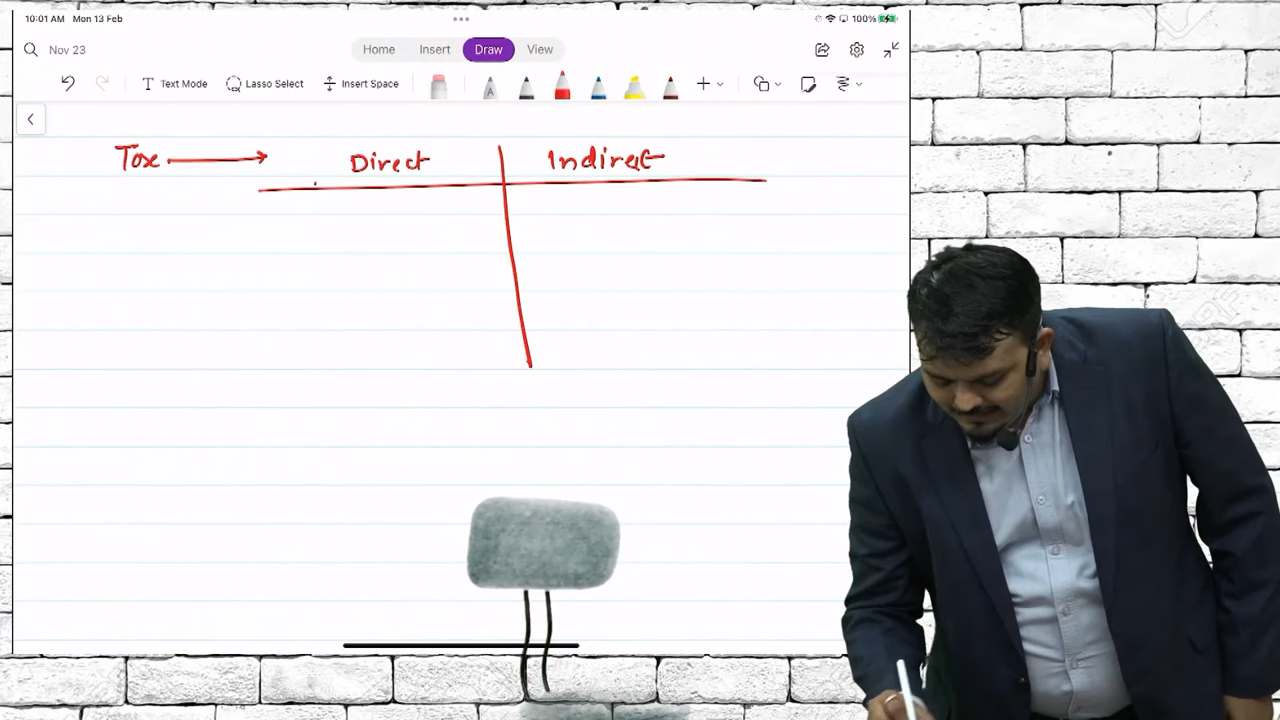 10:01 AM Mon 13 Feb
100%
Nov 23
Home Insert Draw View
Text Mode Lasso Select Insert Space
Tax Direct Indirect